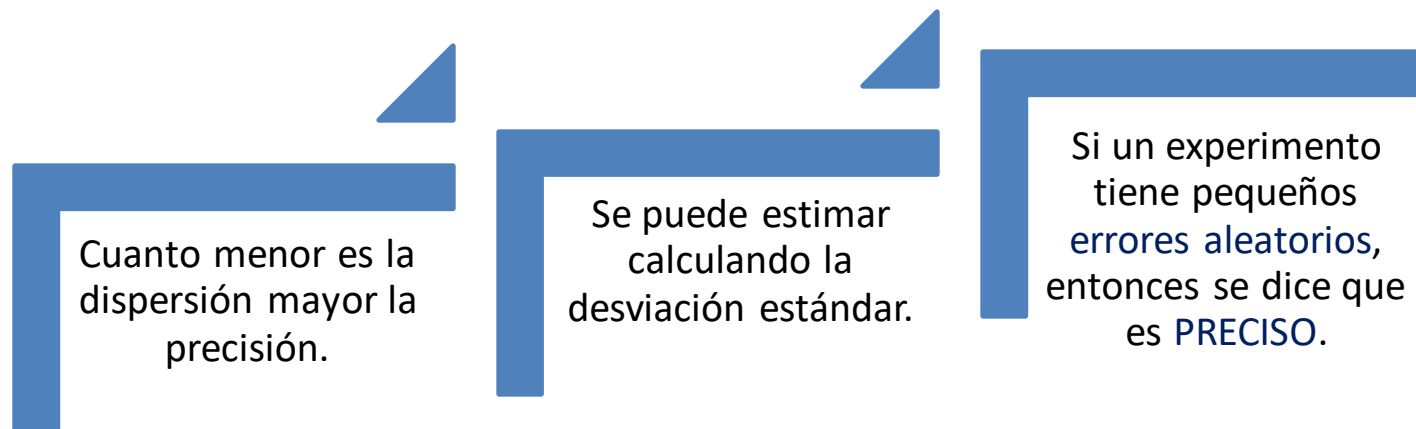 Cuanto menor es la
dispersión mayor la
precisión.
Se puede estimar
calculando la
desviación estándar.
Si un experimento
tiene pequeños
errores aleatorios,
entonces se dice que
es PRECISO.